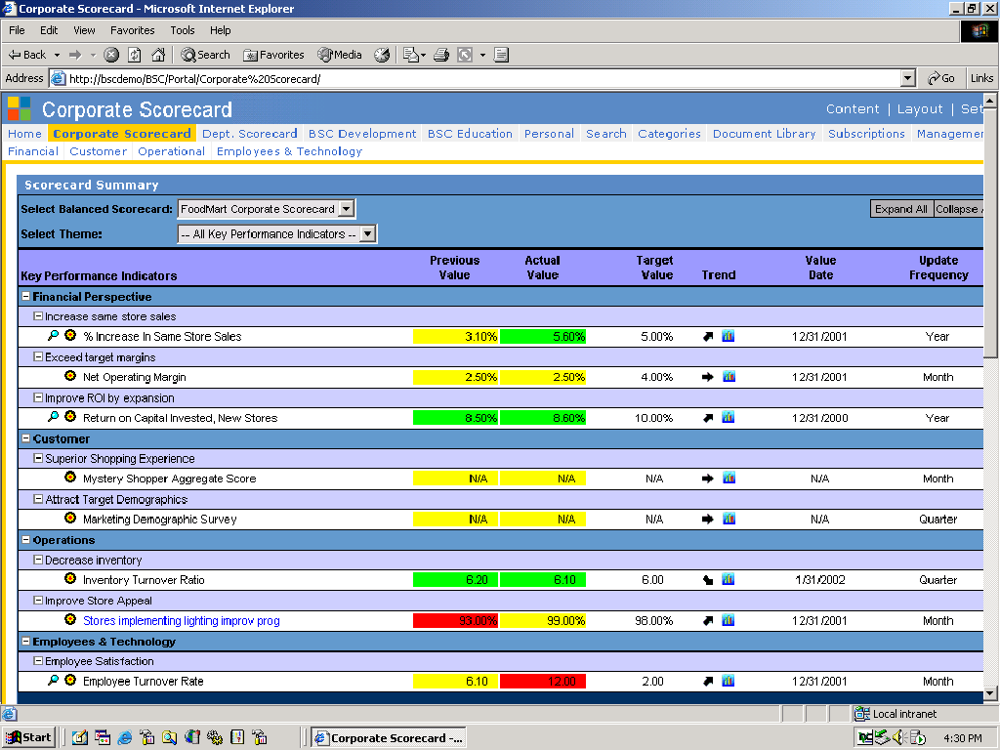 Corporate Scorecard - Microsoft Internet Explorer
File Edit View Favorites Tools Help
Back Search Favorites Media
Address http://bscdemo/BSC/Portal/Corporate%20Scorecard/ Go Links
Corporate Scorecard Content | Layout | Set
Home Corporate Scorecard Dept. Scorecard BSC Development BSC Education Personal Search Categories Document Library Subscriptions Managemer
Financial Customer Operational Employees & Technology
Scorecard Summary
Select Balanced Scorecard: FoodMart Corporate Scorecard Expand All Collapse A
Select Theme: -- All Key Performance Indicators --
Key Performance Indicators Previous Value Actual Value Target Value Trend Value Date Update Frequency
Financial Perspective
Increase same store sales
% Increase In Same Store Sales 3.10% 5.60% 5.00% 12/31/2001 Year
Exceed target margins
Net Operating Margin 2.50% 2.50% 4.00% 12/31/2001 Month
Improve ROI by expansion
Return on Capital Invested, New Stores 8.50% 8.60% 10.00% 12/31/2000 Year
Customer
Superior Shopping Experience
Mystery Shopper Aggregate Score N/A N/A N/A N/A Month
Attract Target Demographics
Marketing Demographic Survey N/A N/A N/A N/A Quarter
Operations
Decrease inventory
Inventory Turnover Ratio 6.20 6.10 6.00 1/31/2002 Quarter
Improve Store Appeal
Stores implementing lighting improv prog 93.00% 99.00% 98.00% 12/31/2001 Month
Employees & Technology
Employee Satisfaction
Employee Turnover Rate 6.10 12.00 2.00 12/31/2001 Month
Local intranet
Start Corporate Scorecard -... 4:30 PM